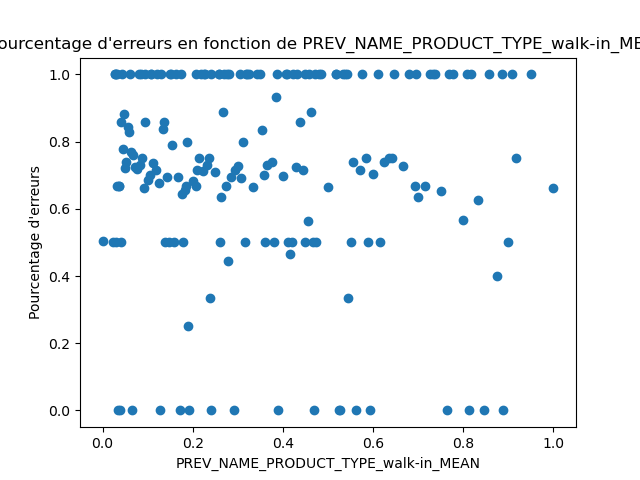 ourcentage d'erreurs en fonction de PREV_NAME_PRODUCT_TYPE_walk-in_ME
1.0
0.8
0.6
0.4
0.2
0.0
Pourcentage d'erreurs
0.0 0.2 0.4 0.6 0.8 1.0
PREV_NAME_PRODUCT_TYPE_walk-in_MEAN